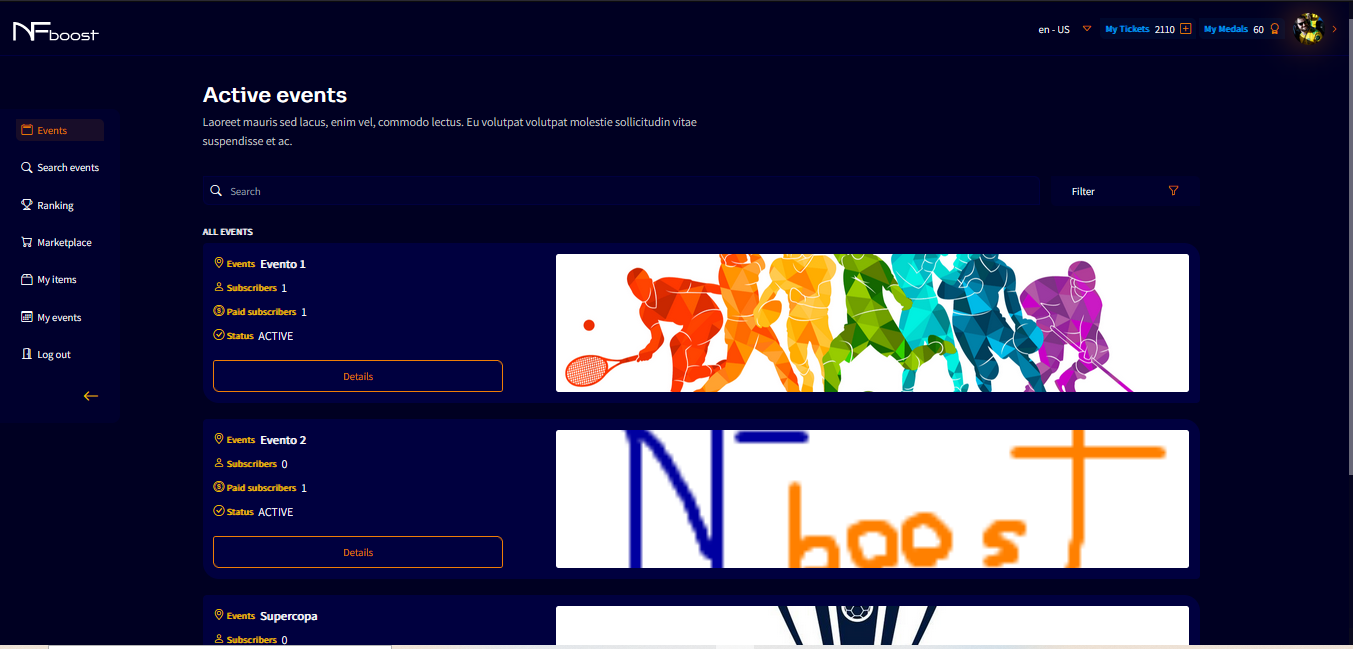 NFboost
en - US
My Tickets 2110
My Medals 60
Events
Search events
Ranking
Marketplace
My items
My events
Log out
Active events
Laoreet mauris sed lacus, enim vel, commodo lectus. Eu volutpat volutpat molestie sollicitudin vitae
suspendisse et ac.
Search
Filter
ALL EVENTS
Events Evento 1
Subscribers 1
Paid subscribers 1
Status ACTIVE
Details
Events Evento 2
Subscribers 0
Paid subscribers 1
Status ACTIVE
Details
NF boosT
Events Supercopa
Subscribers 0